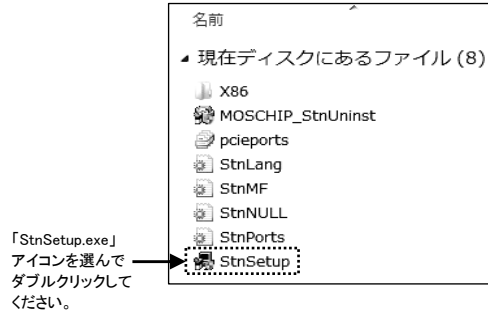 名前
現在ディスクにあるファイル (8)
X86
MOSCHIP_StnUninst
pcieports
StnLang
StnMF
StnNULL
StnPorts
StnSetup
「StnSetup.exe」
アイコンを選んで
ダブルクリックして
ください。